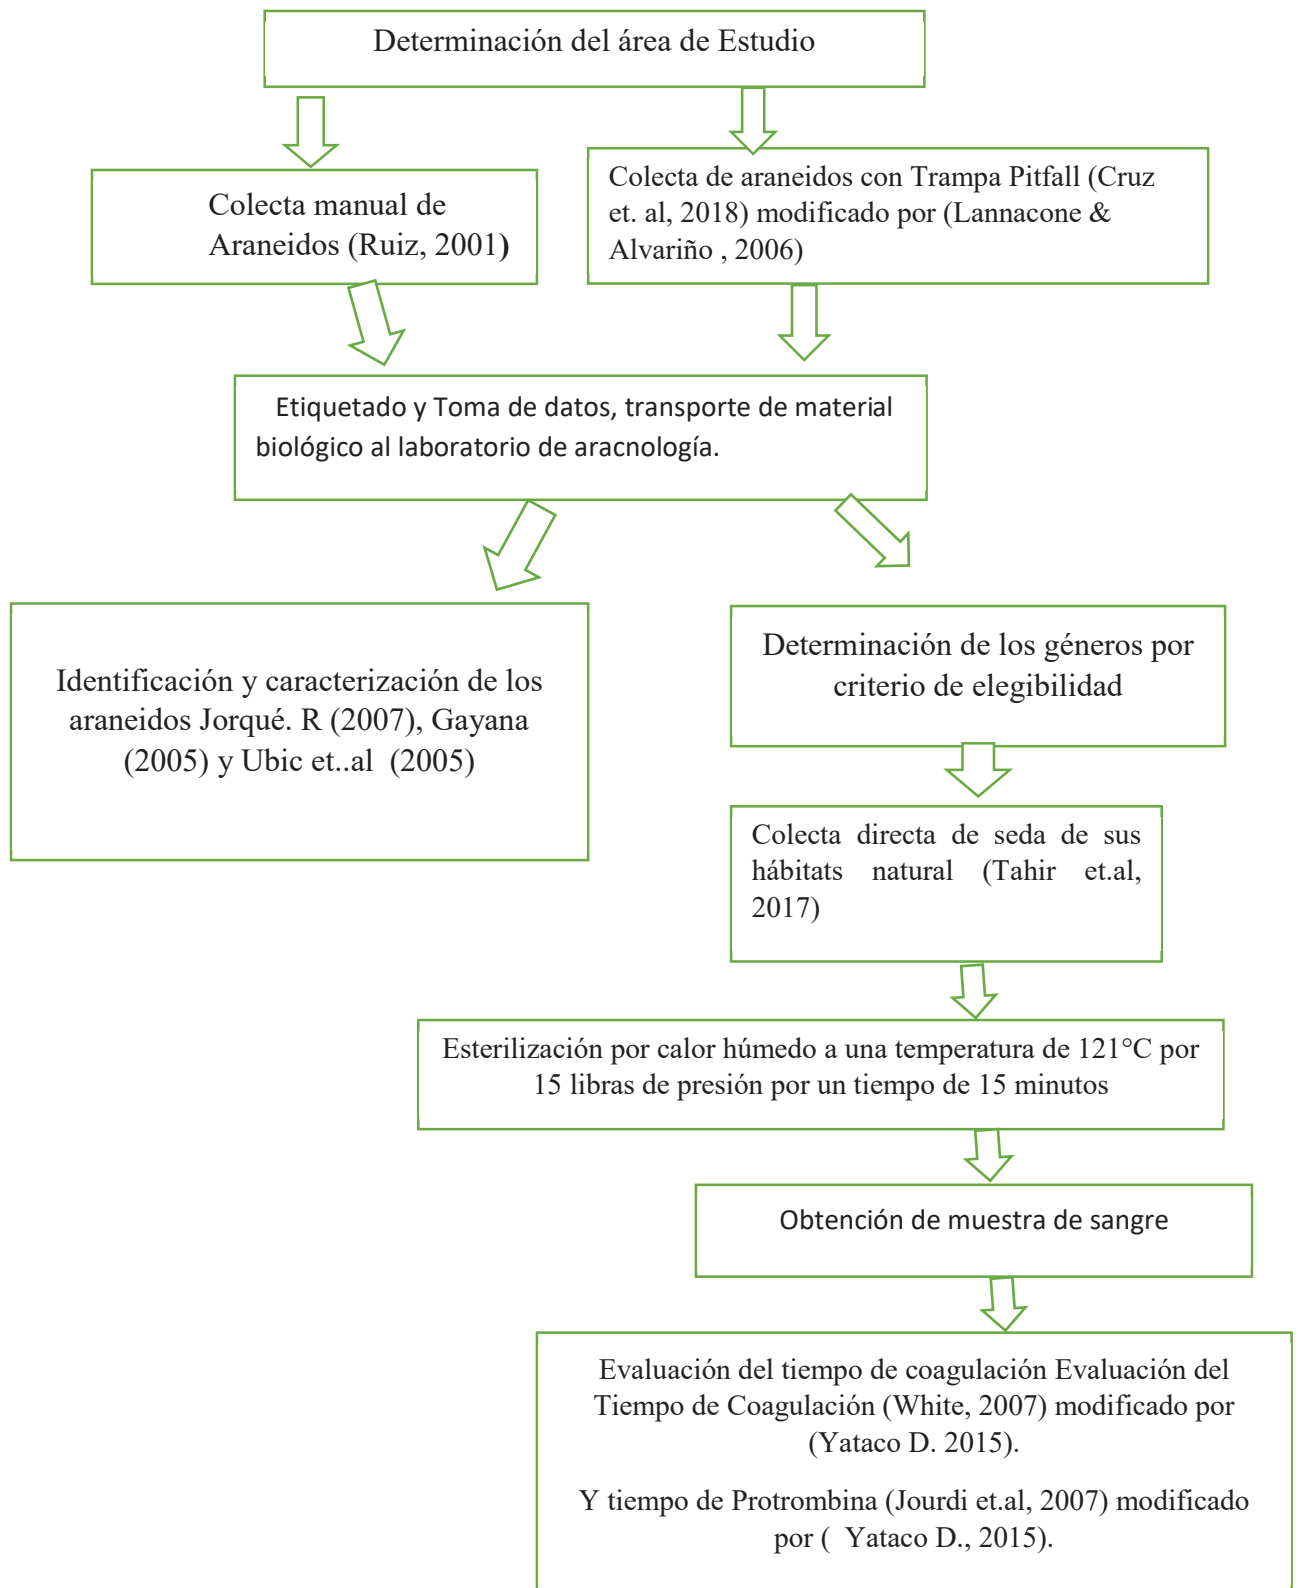 Determinación del área de Estudio
Colecta manual de
Araneidos (Ruiz, 2001)
Colecta de araneidos con Trampa Pitfall (Cruz
et. al, 2018) modificado por (Lannacone &
Alvariño , 2006)
Etiquetado y Toma de datos, transporte de material
biológico al laboratorio de aracnología.
Identificación y caracterización de los
araneidos Jorqué. R (2007), Gayana
(2005) y Ubic et..al (2005)
Determinación de los géneros por
criterio de elegibilidad
Colecta directa de seda de sus
hábitats natural (Tahir et.al,
2017)
Esterilización por calor húmedo a una temperatura de 121°C por
15 libras de presión por un tiempo de 15 minutos
Obtención de muestra de sangre
Evaluación del tiempo de coagulación Evaluación del
Tiempo de Coagulación (White, 2007) modificado por
(Yataco D. 2015).
Y tiempo de Protrombina (Jourdi et.al, 2007) modificado
por ( Yataco D., 2015).